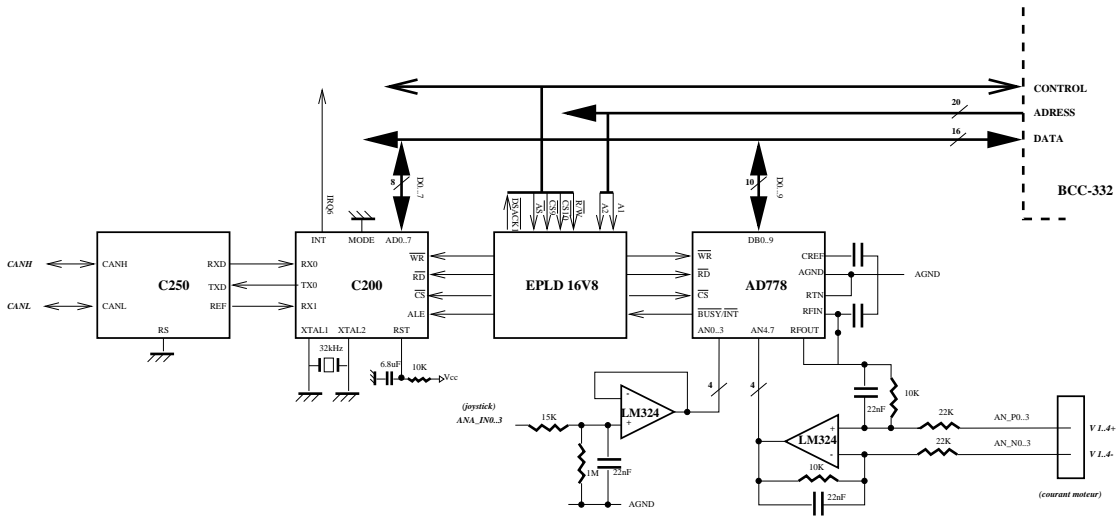 CONTROL
20
ADRESS
16
DATA
BCC-332
8
D0...7
10
D0...9
IRQ6
DSACK1
AS
CS9
CS10
R/W
A2
A1
INT
MODE
AD0..7
DB0..9
CANH
CANH
RXD
RX0
WR
WR
CREF
C250
TXD
TX0
C200
RD
EPLD 16V8
RD
AD778
AGND
AGND
CS
CS
RTN
CANL
CANL
REF
RX1
ALE
BUSY/INT
RFIN
RS
XTAL1
XTAL2
RST
AN0..3
AN4.7
RFOUT
32kHz
6.8uF
10K
Vcc
4
4
(joystick)
ANA_IN0..3
15K
-
LM324
+
1M
22nF
AGND
22nF
10K
22K
AN_P0..3
V 1..4+
+
LM324
-
22K
AN_N0..3
V 1..4-
10K
22nF
(courant moteur)